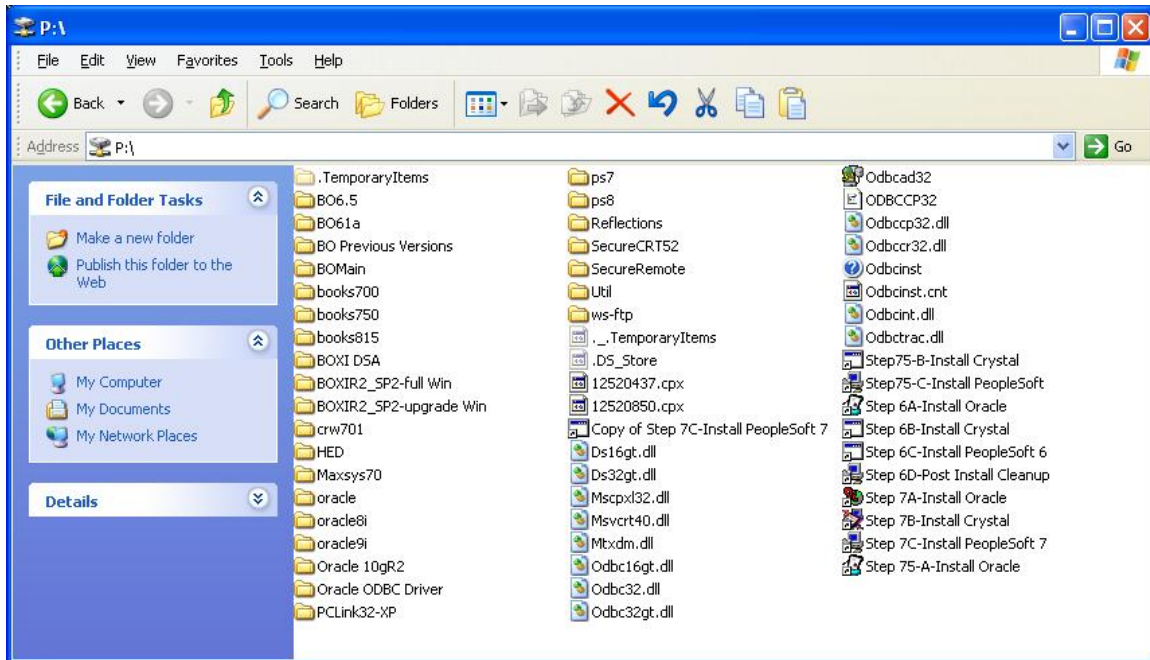 P:\
File Edit View Favorites Tools Help
Back Search Folders
Address P:\ Go
File and Folder Tasks
Make a new folder
Publish this folder to the
Web
Other Places
My Computer
My Documents
My Network Places
Details
.TemporaryItems
BO6.5
BO61a
BO Previous Versions
BOMain
books700
books750
books815
BOXI DSA
BOXIR2_SP2-full Win
BOXIR2_SP2-upgrade Win
crw701
HED
Maxsys70
oracle
oracle8i
oracle9i
Oracle 10gR2
Oracle ODBC Driver
PCLink32-XP
ps7
ps8
Reflections
SecureCRT52
SecureRemote
Util
ws-ftp
._.TemporaryItems
.DS_Store
12520437.cpx
12520850.cpx
Copy of Step 7C-Install PeopleSoft 7
Ds16gt.dll
Ds32gt.dll
Mscpxl32.dll
Msvcrt40.dll
Mtxdm.dll
Odbc16gt.dll
Odbc32.dll
Odbc32gt.dll
Odbcad32
ODBCCP32
Odbccp32.dll
Odbccr32.dll
Odbcinst
Odbcinst.cnt
Odbcint.dll
Odbctrac.dll
Step75-B-Install Crystal
Step75-C-Install PeopleSoft
Step 6A-Install Oracle
Step 6B-Install Crystal
Step 6C-Install PeopleSoft 6
Step 6D-Post Install Cleanup
Step 7A-Install Oracle
Step 7B-Install Crystal
Step 7C-Install PeopleSoft 7
Step 75-A-Install Oracle